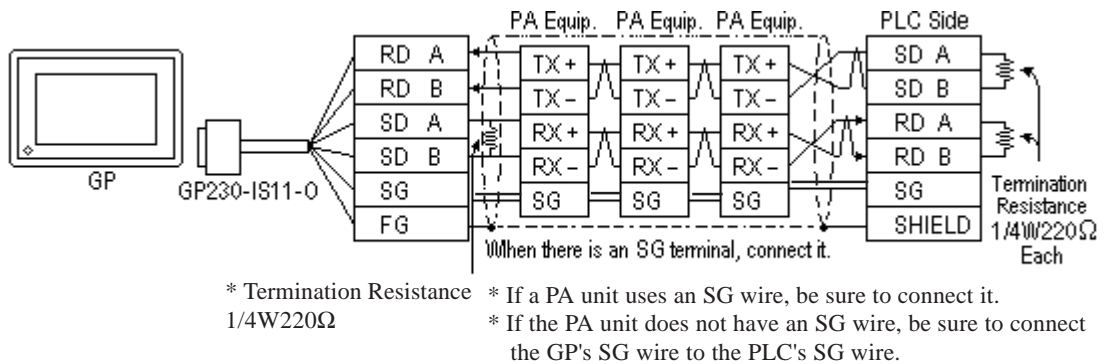 PA Equip. PA Equip. PA Equip. PLC Side
RD A TX + TX + TX + SD A
RD B TX - TX - TX - SD B
SD A RX + RX + RX + RD A
SD B RX - RX - RX - RD B
SG SG SG SG SG
FG SHIELD
GP
GP230-IS11-O
Termination
Resistance
1/4W220Ω
Each
When there is an SG terminal, connect it.
* Termination Resistance
1/4W220Ω
* If a PA unit uses an SG wire, be sure to connect it.
* If the PA unit does not have an SG wire, be sure to connect
the GP's SG wire to the PLC's SG wire.